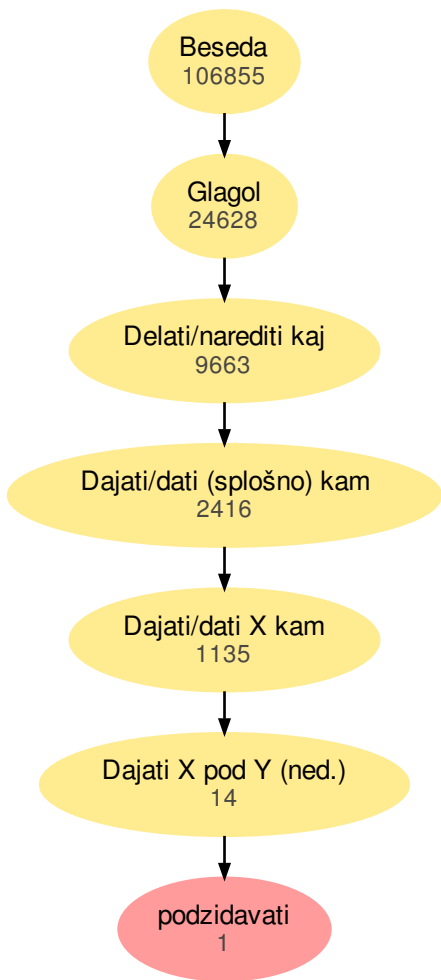 Beseda
106855
Glagol
24628
Delati/narediti kaj
9663
Dajati/dati (splošno) kam
2416
Dajati/dati X kam
1135
Dajati X pod Y (ned.)
14
podzidavati
1